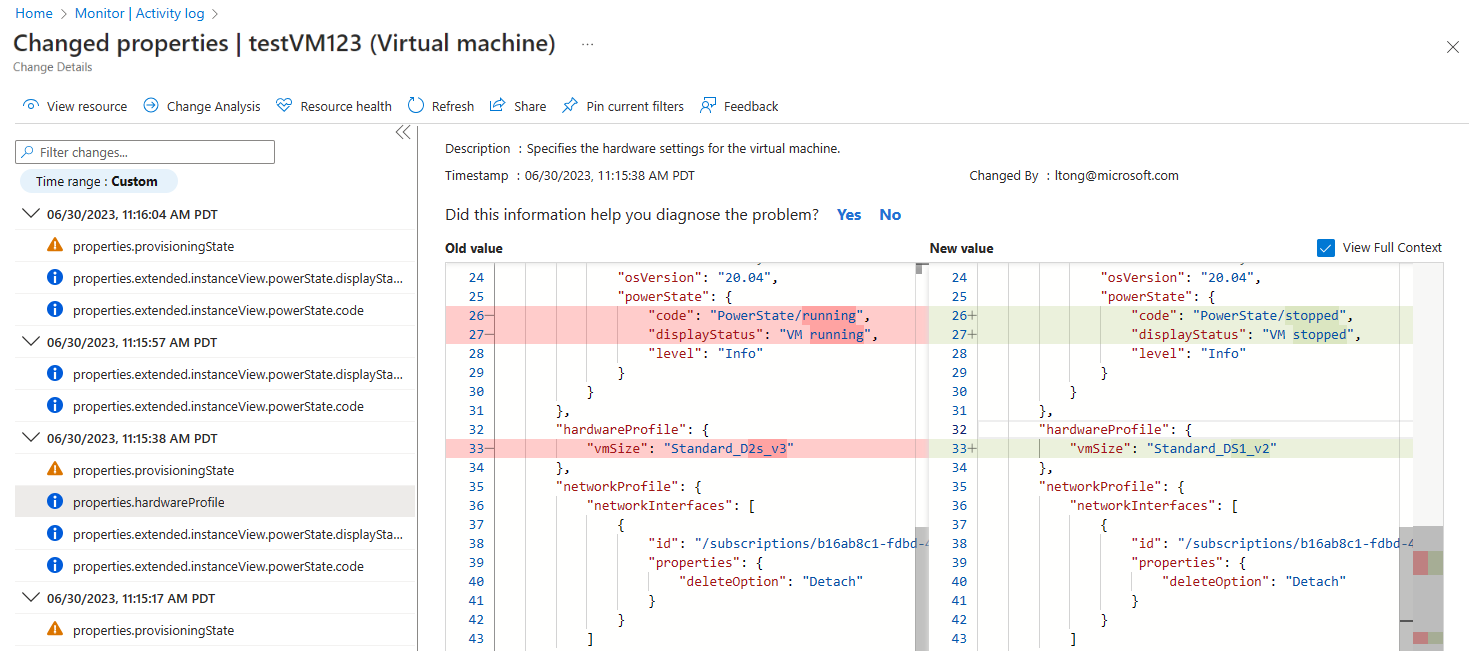 Home > Monitor | Activity log >
Changed properties | testVM123 (Virtual machine) ...
Change Details
View resource Change Analysis Resource health Refresh Share Pin current filters Feedback
Filter changes...
Time range : Custom
06/30/2023, 11:16:04 AM PDT
properties.provisioningState
properties.extended.instanceView.powerState.displaySta...
properties.extended.instanceView.powerState.code
06/30/2023, 11:15:57 AM PDT
properties.extended.instanceView.powerState.displaySta...
properties.extended.instanceView.powerState.code
06/30/2023, 11:15:38 AM PDT
properties.provisioningState
properties.hardwareProfile
properties.extended.instanceView.powerState.displaySta...
properties.extended.instanceView.powerState.code
06/30/2023, 11:15:17 AM PDT
properties.provisioningState
Description : Specifies the hardware settings for the virtual machine.
Timestamp : 06/30/2023, 11:15:38 AM PDT
Changed By : ltong@microsoft.com
Did this information help you diagnose the problem? Yes No
Old value
24 "osVersion": "20.04",
25 "powerState": {
26− "code": "PowerState/running",
27− "displayStatus": "VM running",
28 "level": "Info"
29 }
30 }
31 },
32 "hardwareProfile": {
33− "vmSize": "Standard_D2s_v3"
34 },
35 "networkProfile": {
36 "networkInterfaces": [
37 {
38 "id": "/subscriptions/b16ab8c1-fdbd-4
39 "properties": {
40 "deleteOption": "Detach"
41 }
42 }
43 ]
New value
View Full Context
24 "osVersion": "20.04",
25 "powerState": {
26+ "code": "PowerState/stopped",
27+ "displayStatus": "VM stopped",
28 "level": "Info"
29 }
30 }
31 },
32 "hardwareProfile": {
33+ "vmSize": "Standard_DS1_v2"
34 },
35 "networkProfile": {
36 "networkInterfaces": [
37 {
38 "id": "/subscriptions/b16ab8c1-fdbd-4
39 "properties": {
40 "deleteOption": "Detach"
41 }
42 }
43 ]